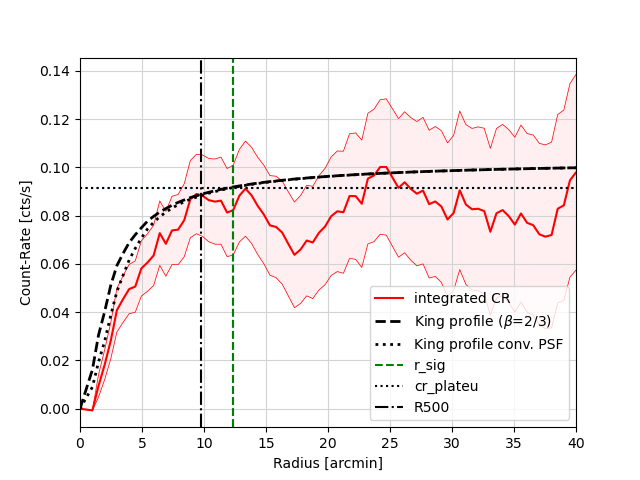 0.14
0.12
0.10
0.08
0.06
0.04
0.02
0.00
Count-Rate [cts/s]
integrated CR
King profile (β=2/3)
King profile conv. PSF
r_sig
cr_plateu
R500
0 5 10 15 20 25 30 35 40
Radius [arcmin]